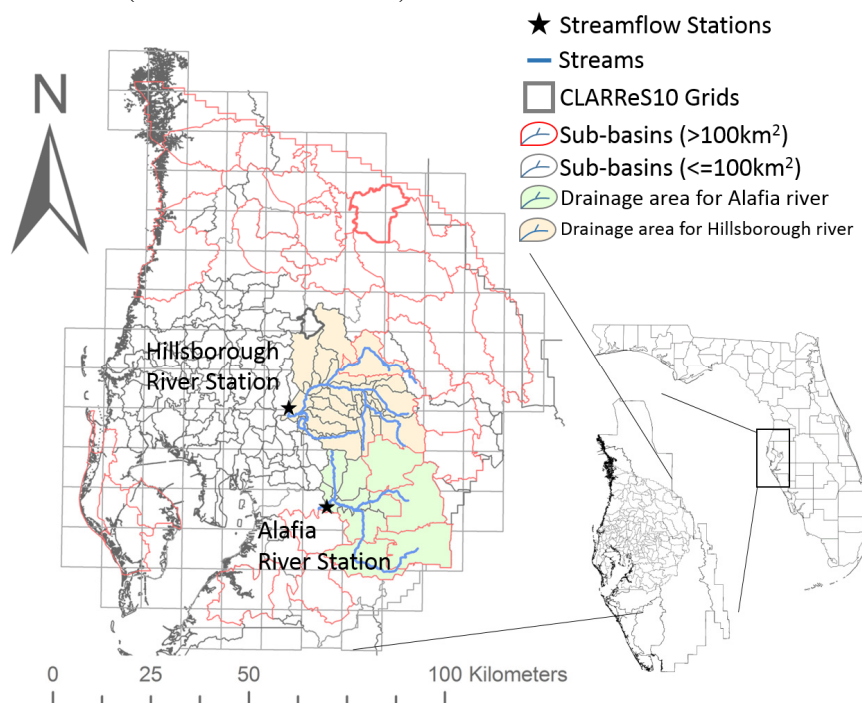 Streamflow Stations
Streams
CLARReS10 Grids
Sub-basins (>100km²)
Sub-basins (<=100km²)
Drainage area for Alafia river
Drainage area for Hillsborough river
N
Hillsborough
River Station
Alafia
River Station
0 25 50 100 Kilometers